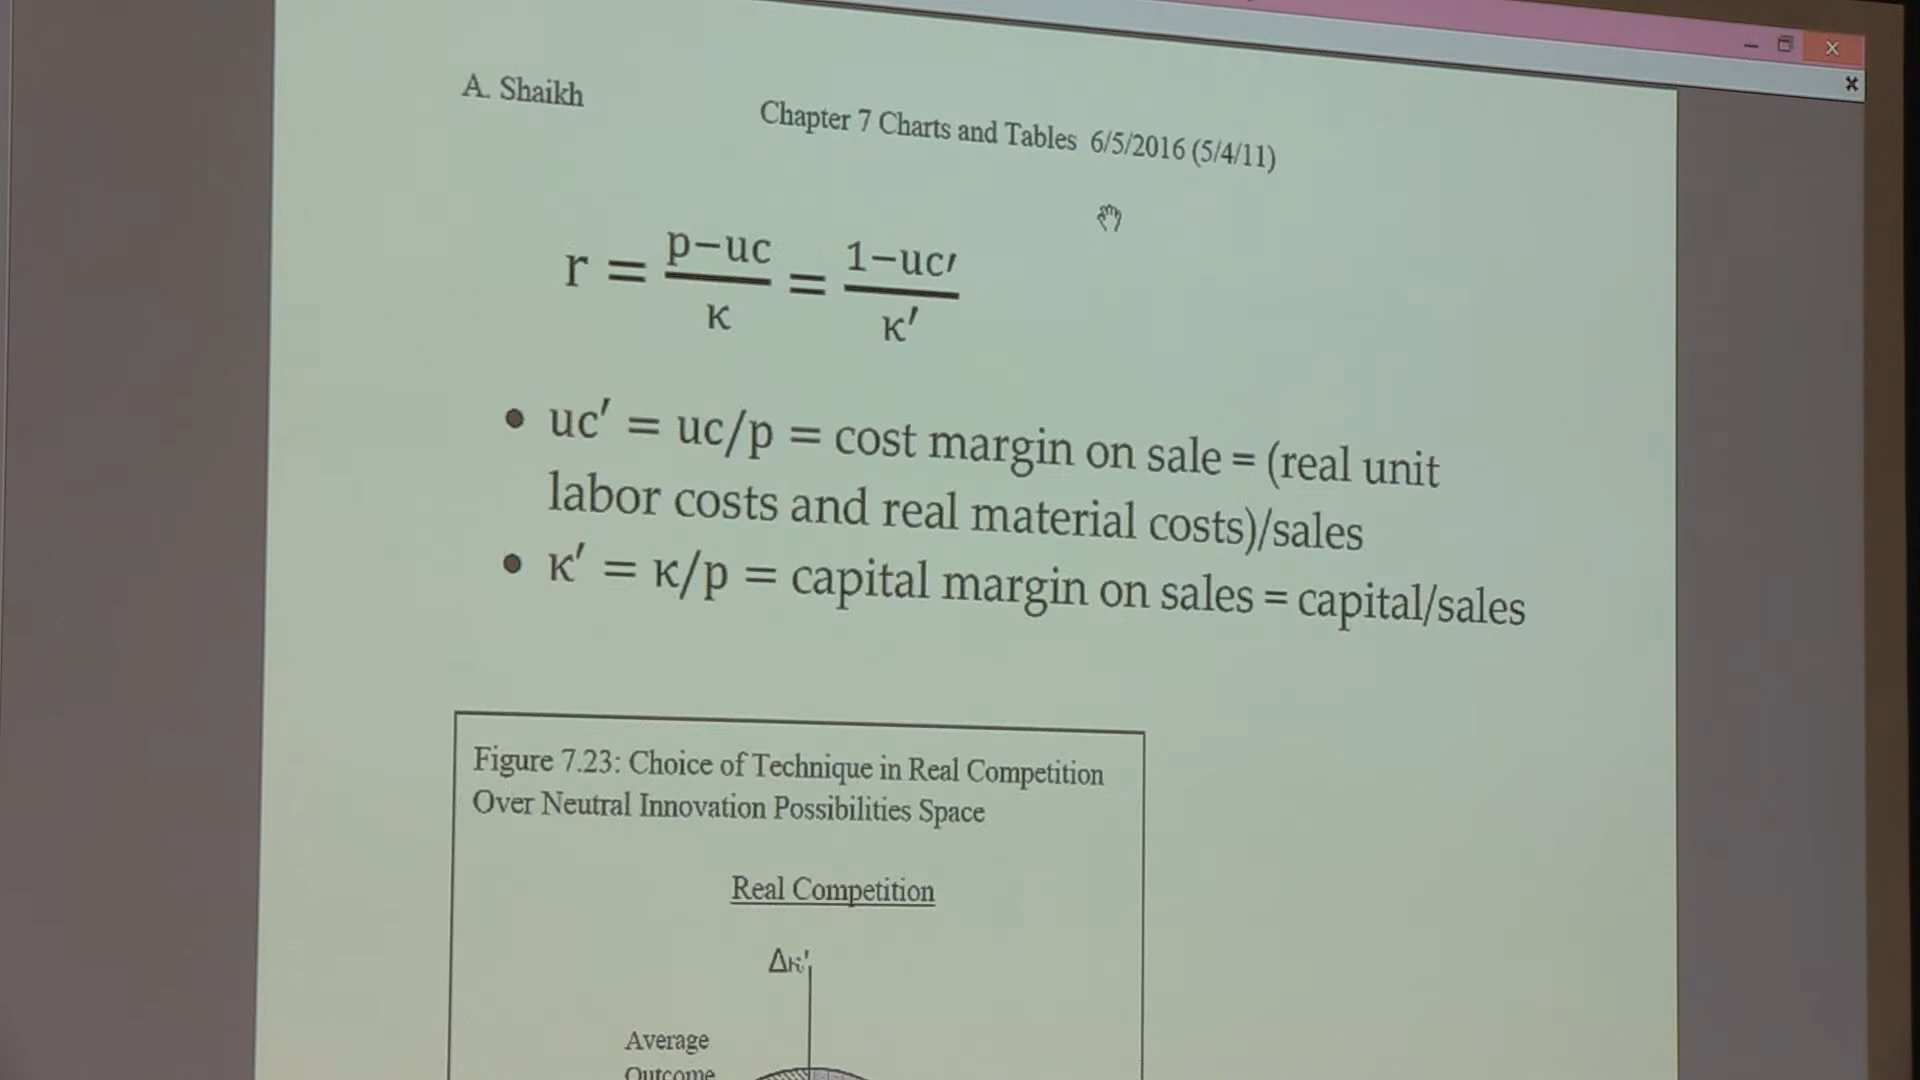 A. Shaikh
Chapter 7 Charts and Tables 6/5/2016 (5/4/11)
r = p−uc/κ = 1−uc′/κ′
• uc′ = uc/p = cost margin on sale = (real unit
labor costs and real material costs)/sales
• κ′ = κ/p = capital margin on sales = capital/sales
Figure 7.23: Choice of Technique in Real Competition
Over Neutral Innovation Possibilities Space
Real Competition
Δκ′
Average
Outcome